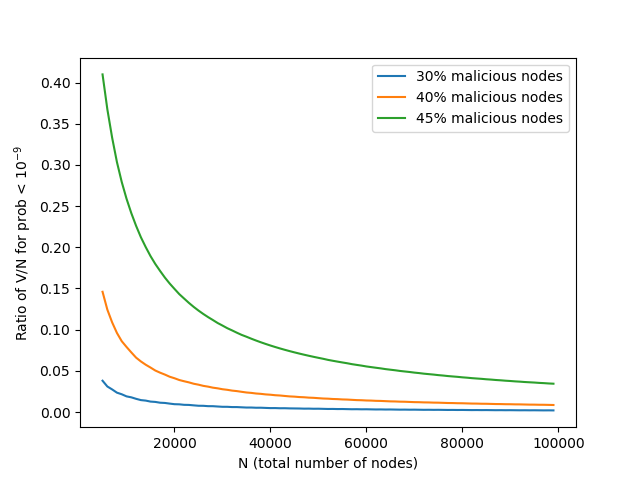 30% malicious nodes
40% malicious nodes
45% malicious nodes
Ratio of V/N for prob < 10⁻⁹
0.40
0.35
0.30
0.25
0.20
0.15
0.10
0.05
0.00
20000 40000 60000 80000 100000
N (total number of nodes)